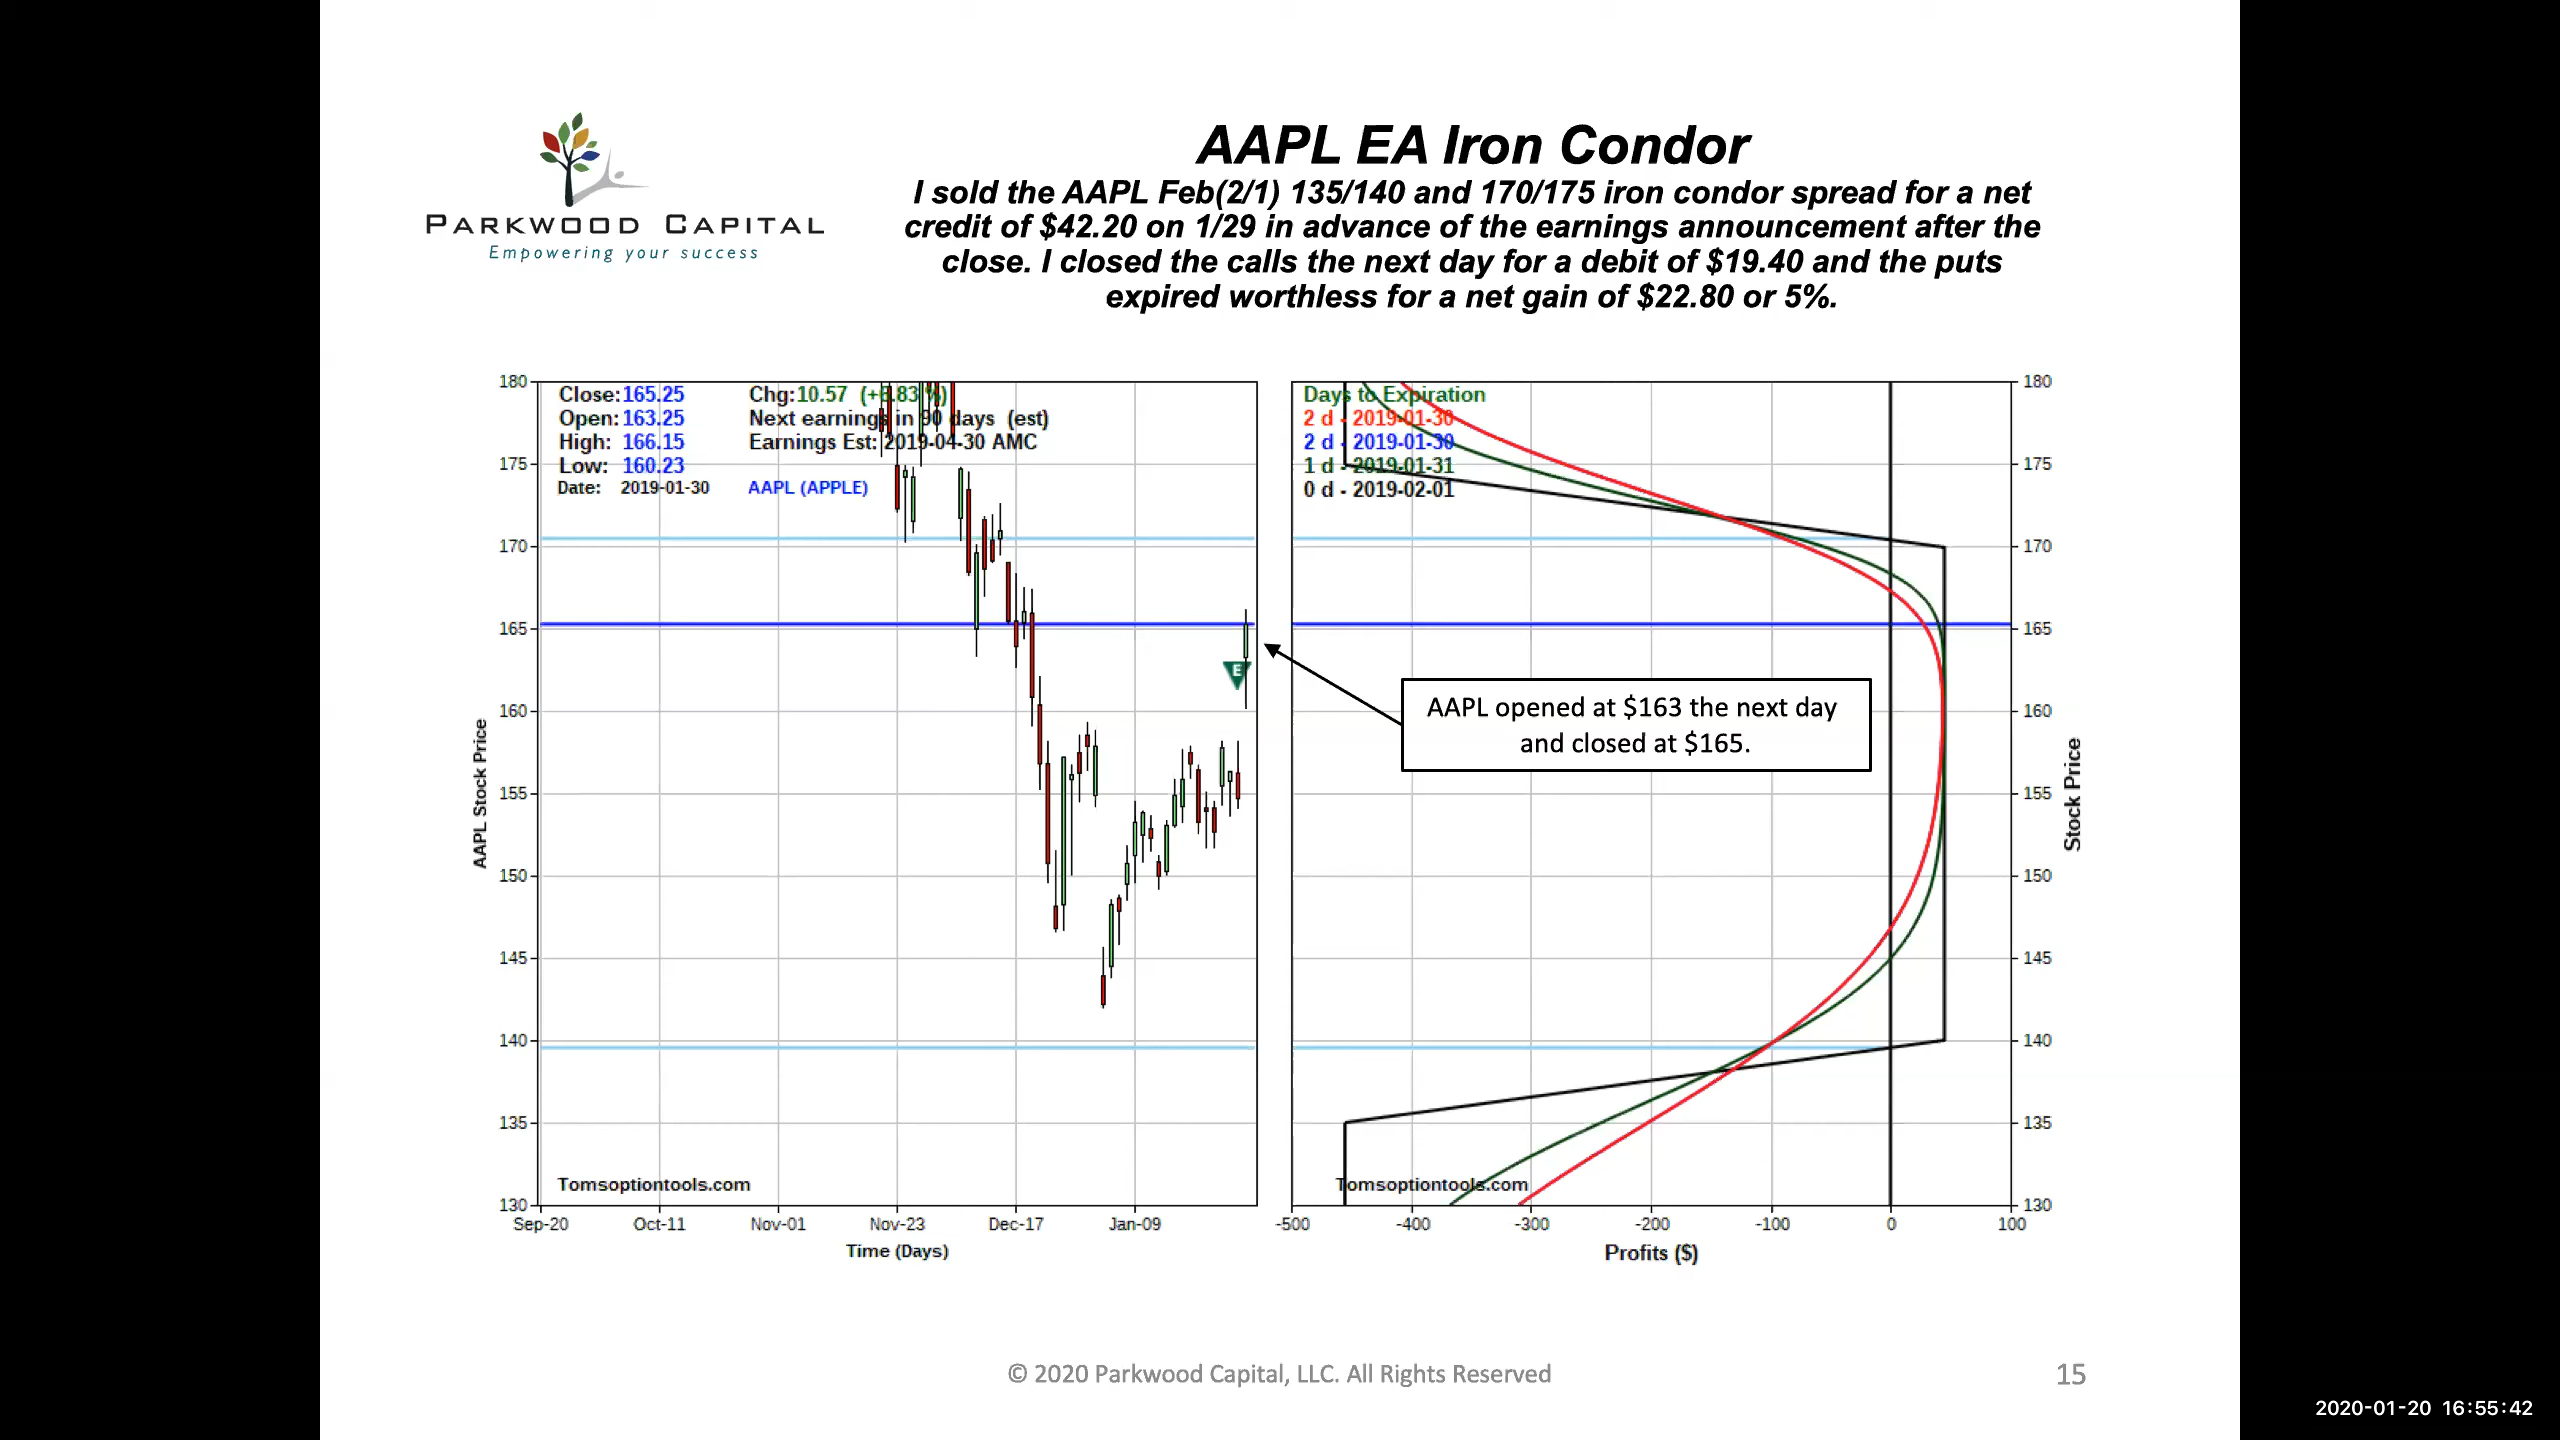 PARKWOOD CAPITAL
Empowering your success
AAPL EA Iron Condor
I sold the AAPL Feb(2/1) 135/140 and 170/175 iron condor spread for a net
credit of $42.20 on 1/29 in advance of the earnings announcement after the
close. I closed the calls the next day for a debit of $19.40 and the puts
expired worthless for a net gain of $22.80 or 5%.
Close: 165.25 Chg: 10.57 (+6.83 %)
Open: 163.25 Next earnings in 90 days (est)
High: 166.15 Earnings Est: 2019-04-30 AMC
Low: 160.23
Date: 2019-01-30 AAPL (APPLE)
E
180
175
170
165
160
155
150
145
140
135
130
AAPL Stock Price
Tomsoptiontools.com
Sep-20 Oct-11 Nov-01 Nov-23 Dec-17 Jan-09
Time (Days)
Days to Expiration
2 d - 2019-01-30
2 d - 2019-01-30
1 d - 2019-01-31
0 d - 2019-02-01
AAPL opened at $163 the next day
and closed at $165.
180
175
170
165
160
155
150
145
140
135
130
Stock Price
Tomsoptiontools.com
-500 -400 -300 -200 -100 0 100
Profits ($)
© 2020 Parkwood Capital, LLC. All Rights Reserved
15
2020-01-20 16:55:42